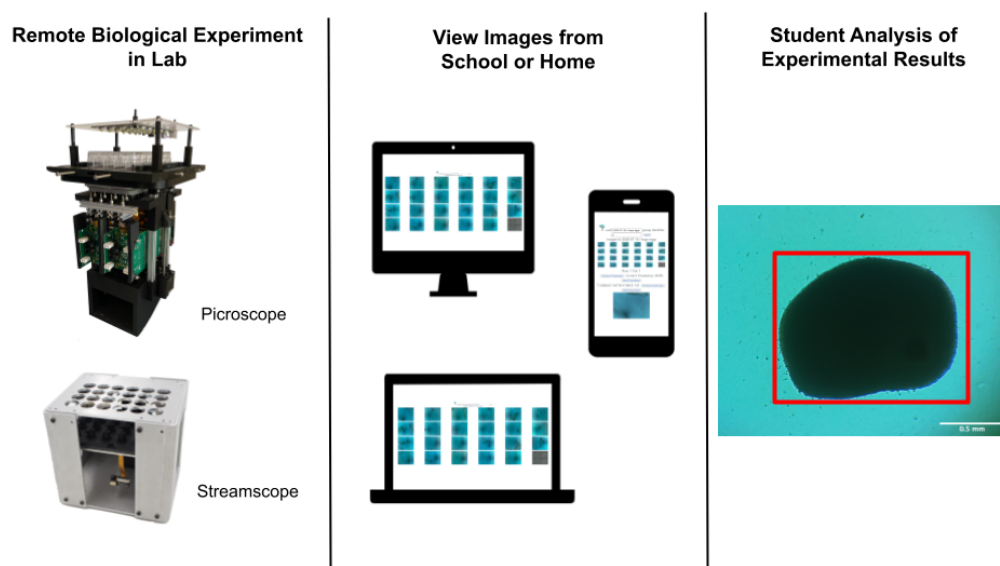 Remote Biological Experiment
in Lab
Picroscope
Streamscope
View Images from
School or Home
Student Analysis of
Experimental Results
0.5 mm